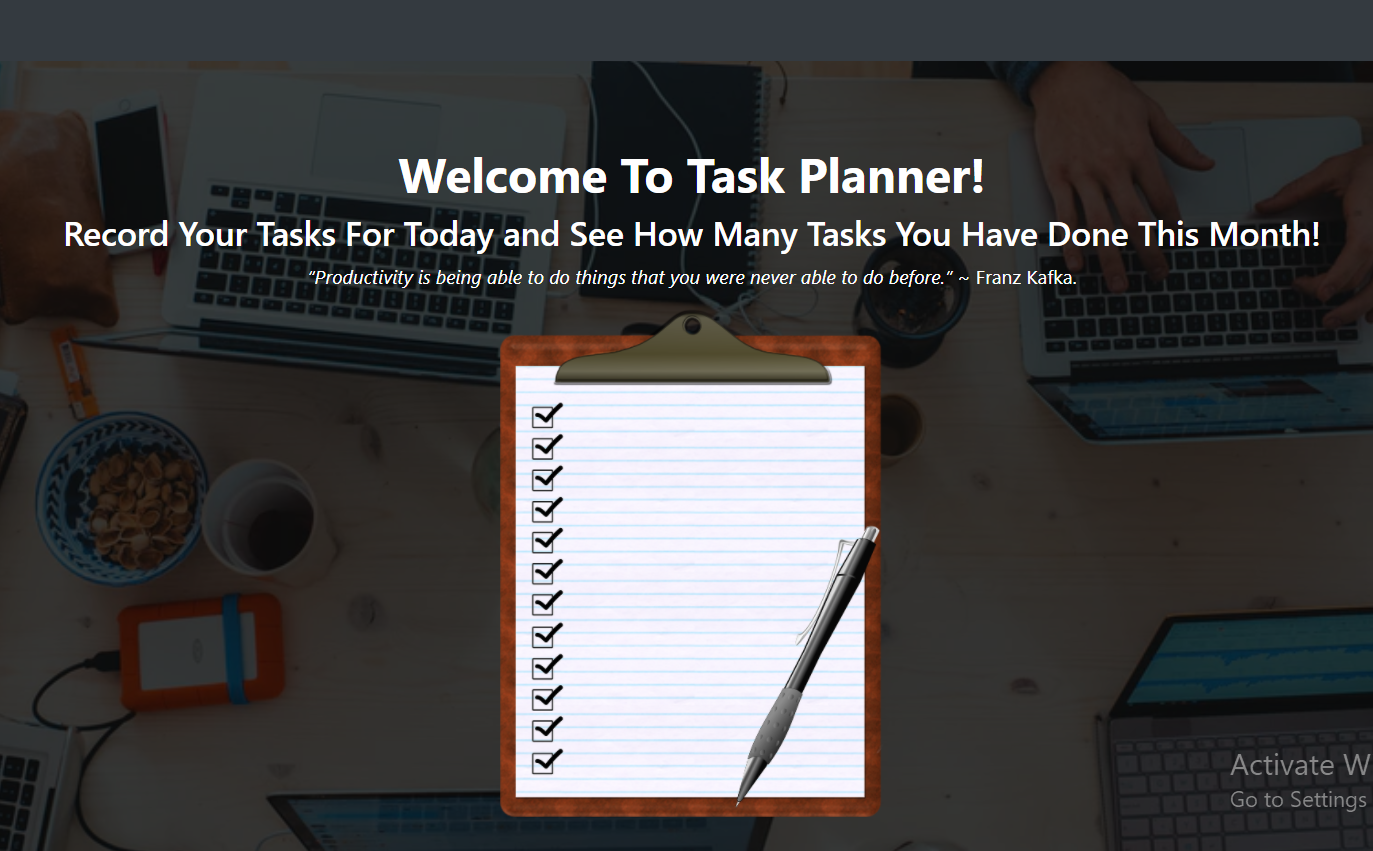 Welcome To Task Planner!
Record Your Tasks For Today and See How Many Tasks You Have Done This Month!
“Productivity is being able to do things that you were never able to do before.” ~ Franz Kafka.
Activate W
Go to Settings